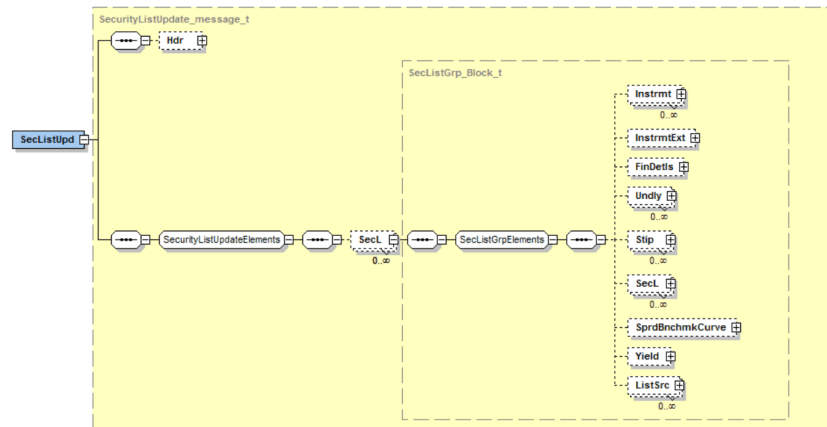 SecurityListUpdate_message_t
Hdr
SecListGrp_Block_t
Instrmt
0..∞
InstrmtExt
SecListUpd
FinDetls
Undly
0..∞
SecurityListUpdateElements
SecL
0..∞
SecListGrpElements
Stip
0..∞
SecL
0..∞
SprdBnchmkCurve
Yield
ListSrc
0..∞